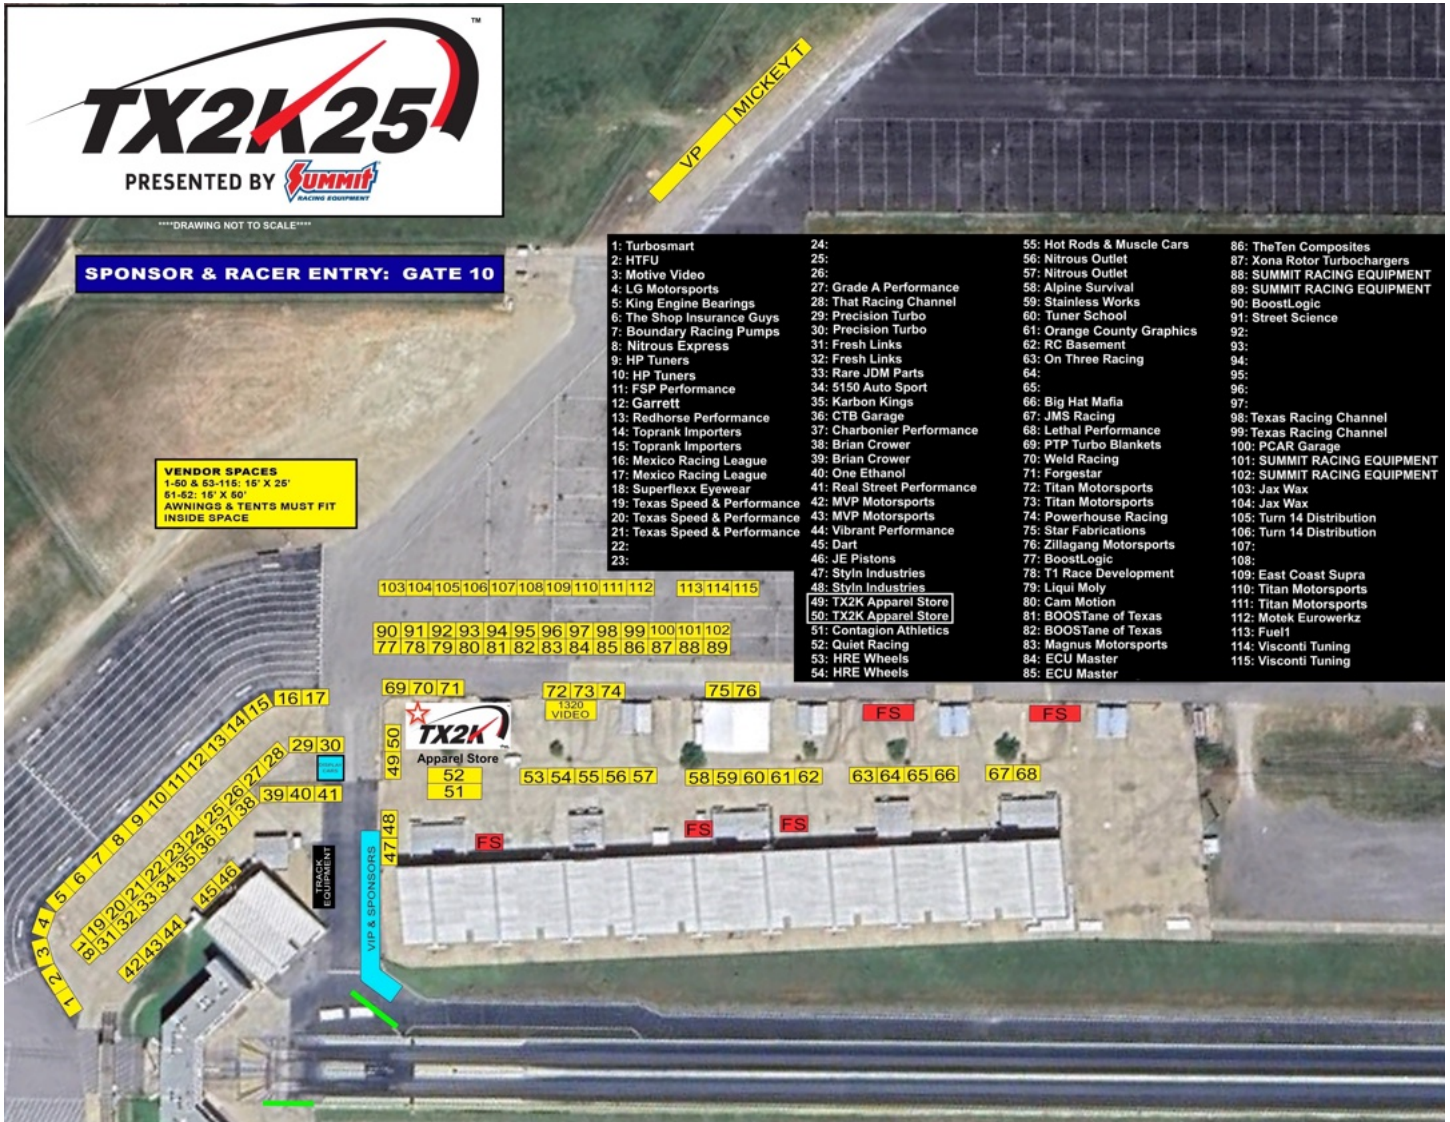 TX2K25
™
PRESENTED BY SUMMIT
RACING EQUIPMENT
****DRAWING NOT TO SCALE****
SPONSOR & RACER ENTRY: GATE 10
VP
MICKEY T
VENDOR SPACES
1-50 & 53-115: 15' X 25'
51-52: 15' X 50'
AWNINGS & TENTS MUST FIT
INSIDE SPACE
1: Turbosmart
2: HTFU
3: Motive Video
4: LG Motorsports
5: King Engine Bearings
6: The Shop Insurance Guys
7: Boundary Racing Pumps
8: Nitrous Express
9: HP Tuners
10: HP Tuners
11: FSP Performance
12: Garrett
13: Redhorse Performance
14: Toprank Importers
15: Toprank Importers
16: Mexico Racing League
17: Mexico Racing League
18: Superflexx Eyewear
19: Texas Speed & Performance
20: Texas Speed & Performance
21: Texas Speed & Performance
22:
23:
24:
25:
26:
27: Grade A Performance
28: That Racing Channel
29: Precision Turbo
30: Precision Turbo
31: Fresh Links
32: Fresh Links
33: Rare JDM Parts
34: 5150 Auto Sport
35: Karbon Kings
36: CTB Garage
37: Charbonier Performance
38: Brian Crower
39: Brian Crower
40: One Ethanol
41: Real Street Performance
42: MVP Motorsports
43: MVP Motorsports
44: Vibrant Performance
45: Dart
46: JE Pistons
47: Styln Industries
48: Styln Industries
49: TX2K Apparel Store
50: TX2K Apparel Store
51: Contagion Athletics
52: Quiet Racing
53: HRE Wheels
54: HRE Wheels
55: Hot Rods & Muscle Cars
56: Nitrous Outlet
57: Nitrous Outlet
58: Alpine Survival
59: Stainless Works
60: Tuner School
61: Orange County Graphics
62: RC Basement
63: On Three Racing
64:
65:
66: Big Hat Mafia
67: JMS Racing
68: Lethal Performance
69: PTP Turbo Blankets
70: Weld Racing
71: Forgestar
72: Titan Motorsports
73: Titan Motorsports
74: Powerhouse Racing
75: Star Fabrications
76: Zillagang Motorsports
77: BoostLogic
78: T1 Race Development
79: Liqui Moly
80: Cam Motion
81: BOOSTane of Texas
82: BOOSTane of Texas
83: Magnus Motorsports
84: ECU Master
85: ECU Master
86: TheTen Composites
87: Xona Rotor Turbochargers
88: SUMMIT RACING EQUIPMENT
89: SUMMIT RACING EQUIPMENT
90: BoostLogic
91: Street Science
92:
93:
94:
95:
96:
97:
98: Texas Racing Channel
99: Texas Racing Channel
100: PCAR Garage
101: SUMMIT RACING EQUIPMENT
102: SUMMIT RACING EQUIPMENT
103: Jax Wax
104: Jax Wax
105: Turn 14 Distribution
106: Turn 14 Distribution
107:
108:
109: East Coast Supra
110: Titan Motorsports
111: Titan Motorsports
112: Motek Eurowerkz
113: Fuel1
114: Visconti Tuning
115: Visconti Tuning
103 104 105 106 107 108 109 110 111 112 113 114 115
90 91 92 93 94 95 96 97 98 99 100 101 102
77 78 79 80 81 82 83 84 85 86 87 88 89
69 70 71 72 73 74 75 76
1320
VIDEO
FS FS
TX2K
Apparel Store
49 50
52
51
53 54 55 56 57 58 59 60 61 62 63 64 65 66 67 68
47 48
FS FS FS
1 2 3 4 5 6 7 8 9 10 11 12 13 14 15 16 17
18 19 20 21 22 23 24 25 26 27 28 29 30
DISPLAY
CARS
31 32 33 34 35 36 37 38 39 40 41
42 43 44 45 46
TRACK
EQUIPMENT
VIP & SPONSORS